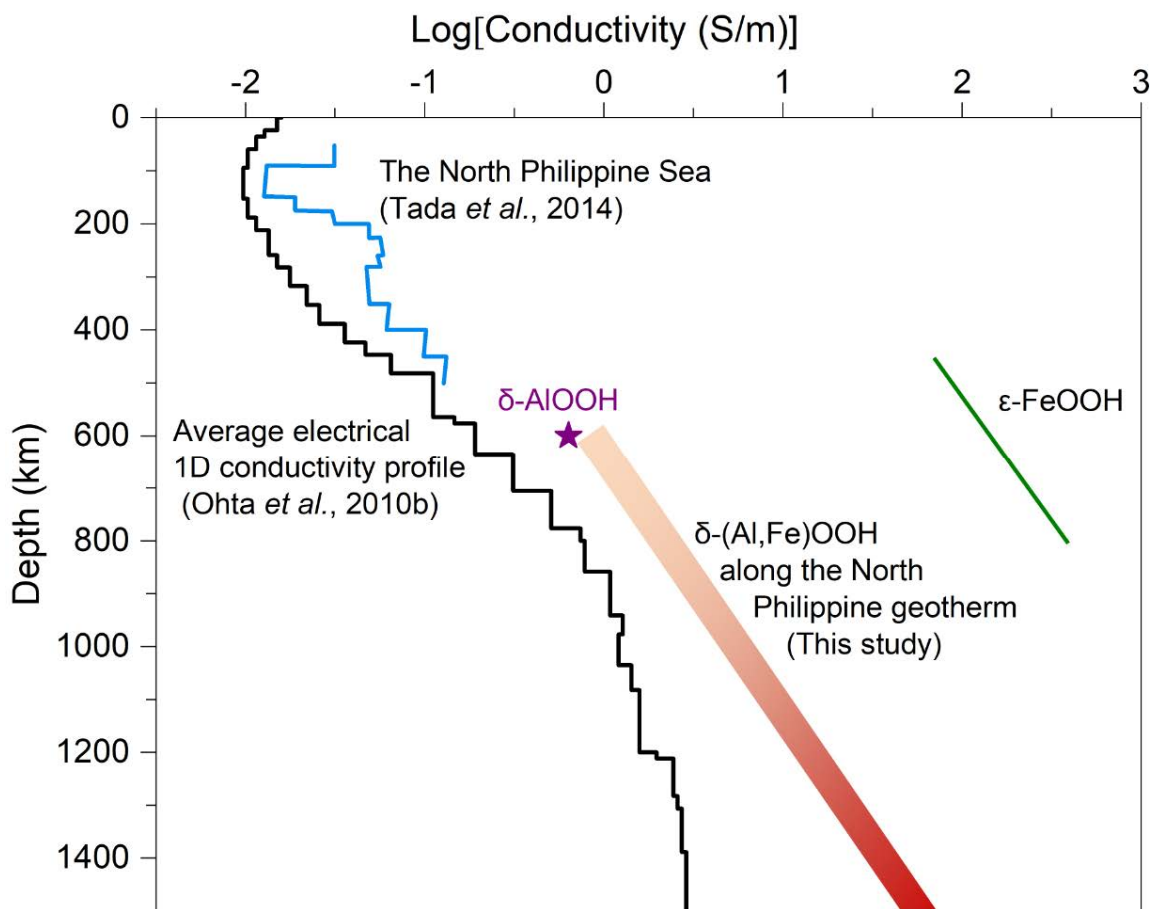 Log[Conductivity (S/m)]
-2 -1 0 1 2 3
0
The North Philippine Sea
(Tada et al., 2014)
200
400
δ-AlOOH
ε-FeOOH
600
Average electrical
1D conductivity profile
(Ohta et al., 2010b)
Depth (km)
800
δ-(Al,Fe)OOH
along the North
Philippine geotherm
(This study)
1000
1200
1400